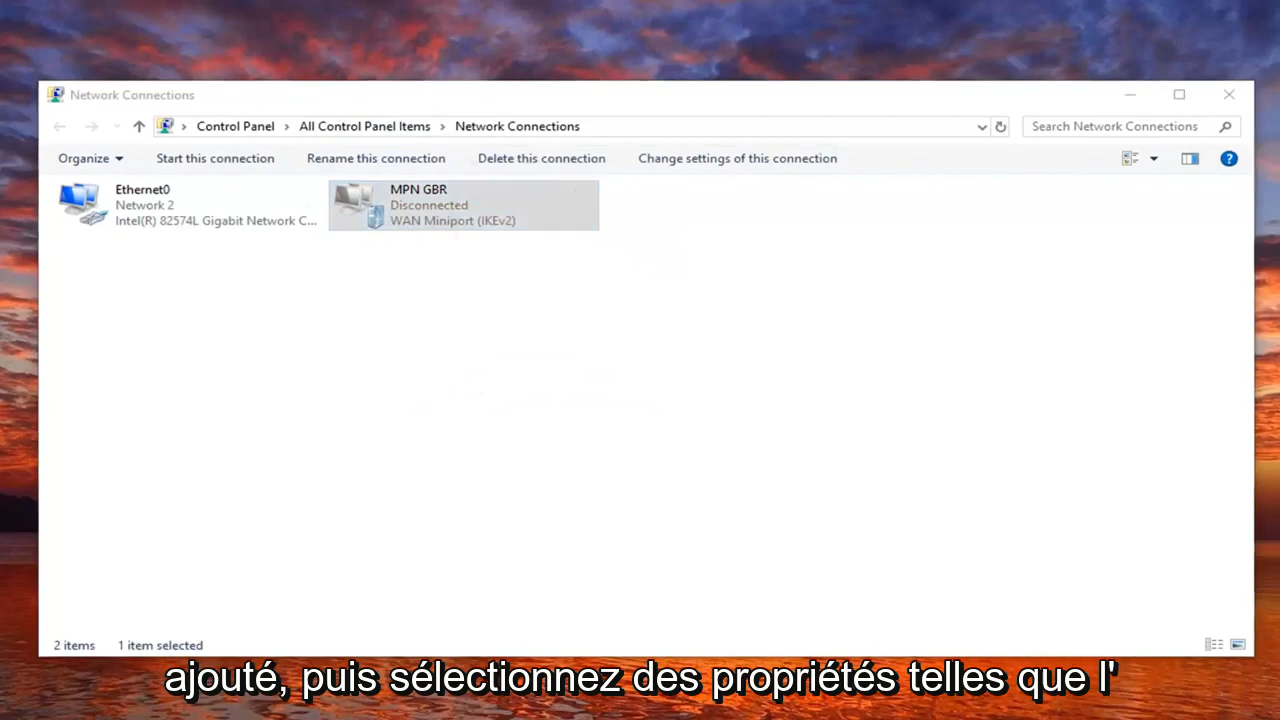 Network Connections
Control Panel > All Control Panel Items > Network Connections
Search Network Connections
Organize
Start this connection
Rename this connection
Delete this connection
Change settings of this connection
Ethernet0
Network 2
Intel(R) 82574L Gigabit Network C...
MPN GBR
Disconnected
WAN Miniport (IKEv2)
2 items
1 item selected
ajouté, puis sélectionnez des propriétés telles que l'